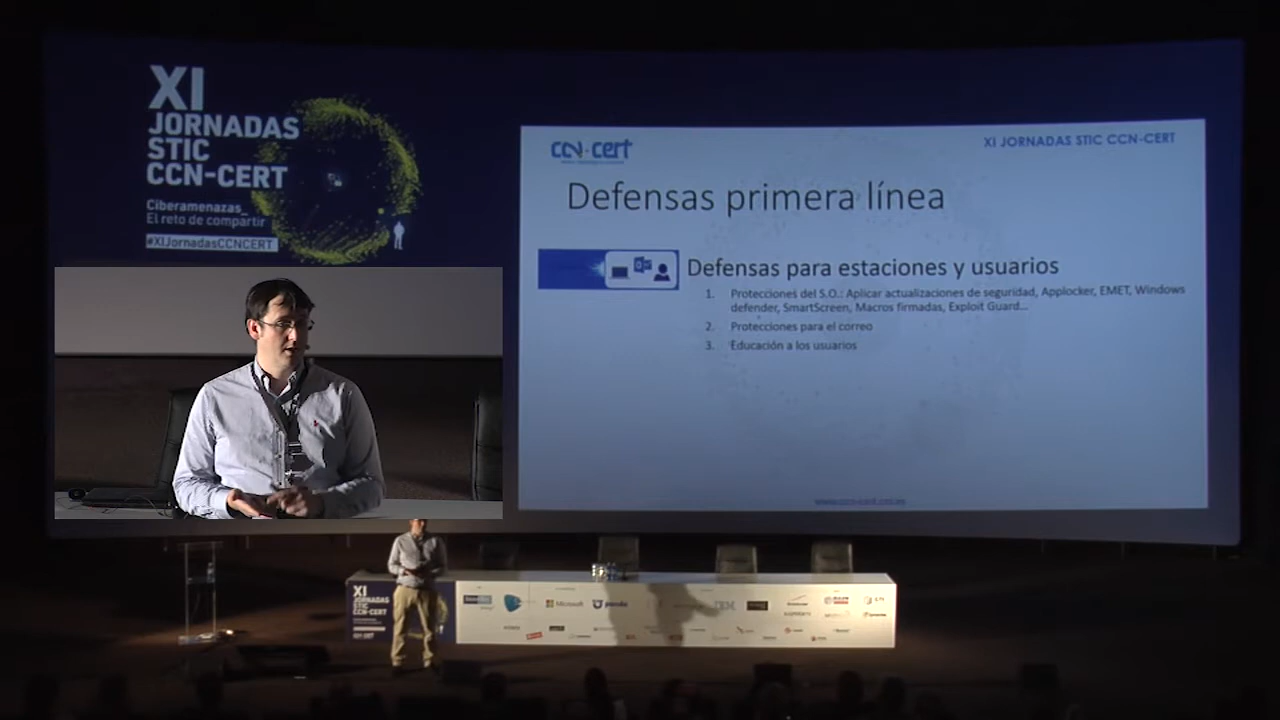 XI
JORNADAS
STIC
CCN-CERT
Ciberamenazas_
El reto de compartir
#XIJornadasCCNCERT
ccn-cert
XI JORNADAS STIC CCN-CERT
Defensas primera línea
Defensas para estaciones y usuarios
1. Protecciones del S.O.: Aplicar actualizaciones de seguridad, Applocker, EMET, Windows
defender, SmartScreen, Macros firmadas, Exploit Guard...
2. Protecciones para el correo
3. Educación a los usuarios
www.ccn-cert.cni.es
XI
JORNADAS
STIC
CCN-CERT
Microsoft
panda
IBM